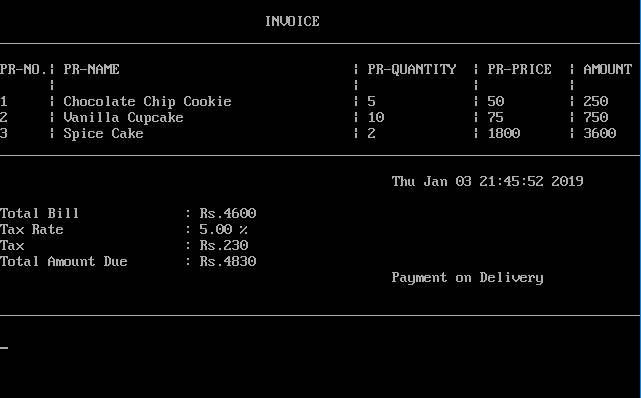 INVOICE
PR-NO.¦ PR-NAME ¦ PR-QUANTITY ¦ PR-PRICE ¦ AMOUNT
¦ ¦ ¦ ¦
1 ¦ Chocolate Chip Cookie ¦ 5 ¦ 50 ¦ 250
2 ¦ Vanilla Cupcake ¦ 10 ¦ 75 ¦ 750
3 ¦ Spice Cake ¦ 2 ¦ 1800 ¦ 3600
Thu Jan 03 21:45:52 2019
Total Bill : Rs.4600
Tax Rate : 5.00 %
Tax : Rs.230
Total Amount Due : Rs.4830
Payment on Delivery